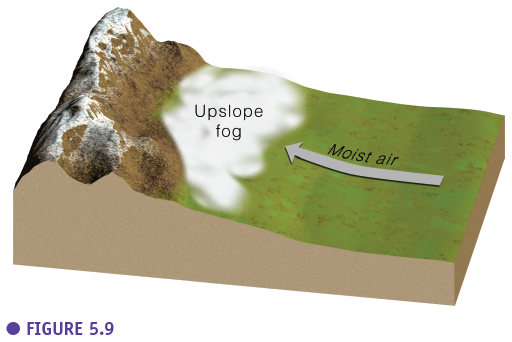 Upslope
fog
Moist air
● FIGURE 5.9